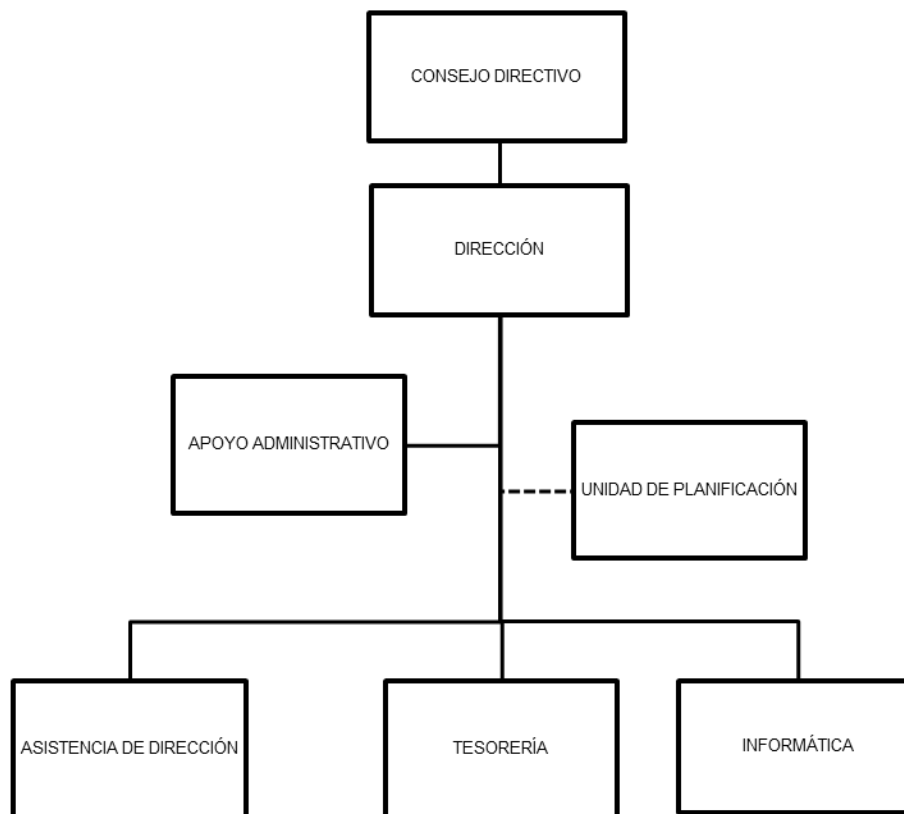 CONSEJO DIRECTIVO
DIRECCIÓN
APOYO ADMINISTRATIVO
UNIDAD DE PLANIFICACIÓN
ASISTENCIA DE DIRECCIÓN
TESORERÍA
INFORMÁTICA